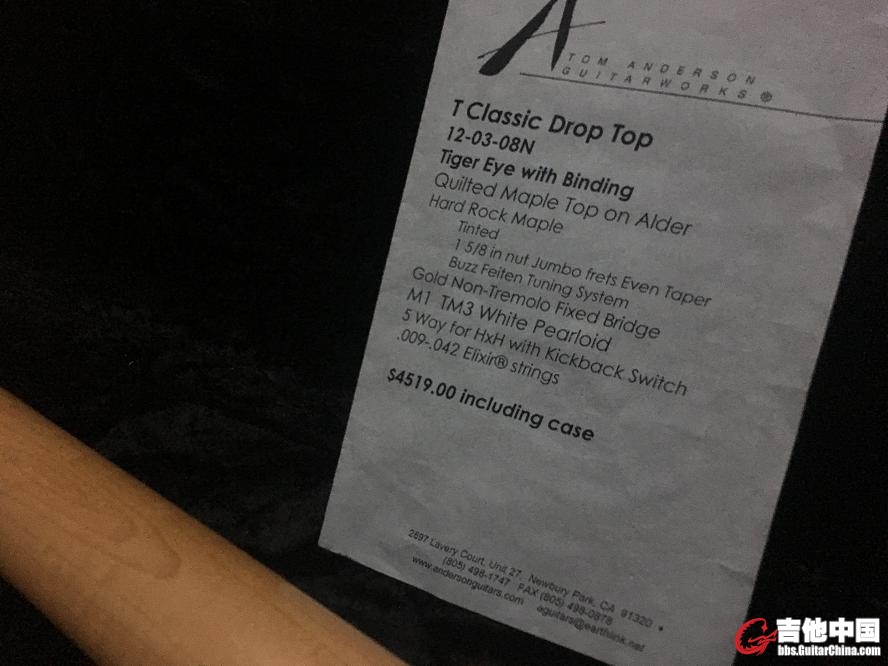 TOM ANDERSON
GUITARWORKS®
T Classic Drop Top
12-03-08N
Tiger Eye with Binding
Quilted Maple Top on Alder
Hard Rock Maple
Tinted
1 5/8 in nut Jumbo frets Even Taper
Buzz Feiten Tuning System
Gold Non-Tremolo Fixed Bridge
M1 TM3 White Pearloid
5 Way for HxH with Kickback Switch
.009-.042 Elixir® strings
$4519.00 including case
2697 Lavery Court, Unit 27, Newbury Park, CA 91320 •
(805) 498-1747 FAX (805) 498-0878
www.andersonguitars.com aguitars@earthlink.net
吉他中国
bbs.GuitarChina.com